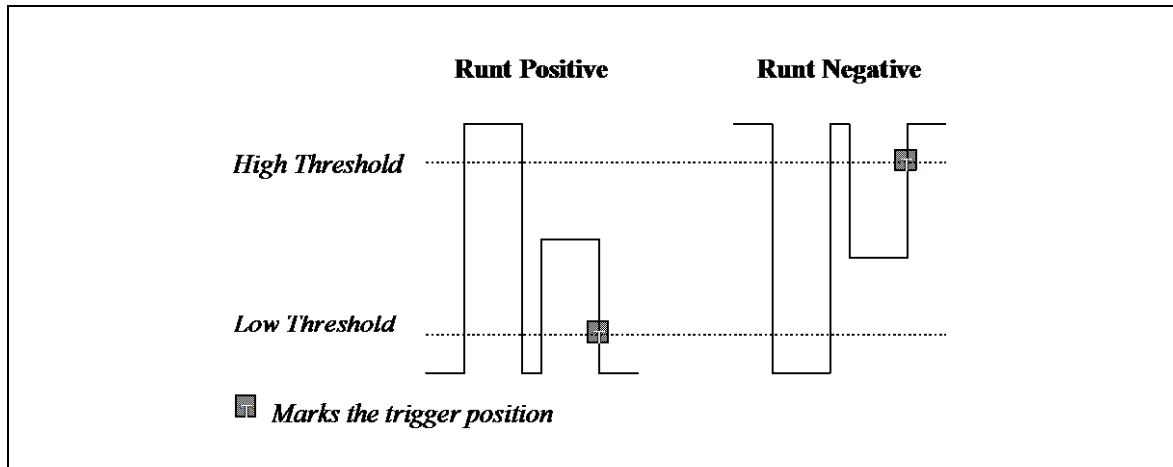 Runt Positive Runt Negative
High Threshold
T
Low Threshold
T
T Marks the trigger position